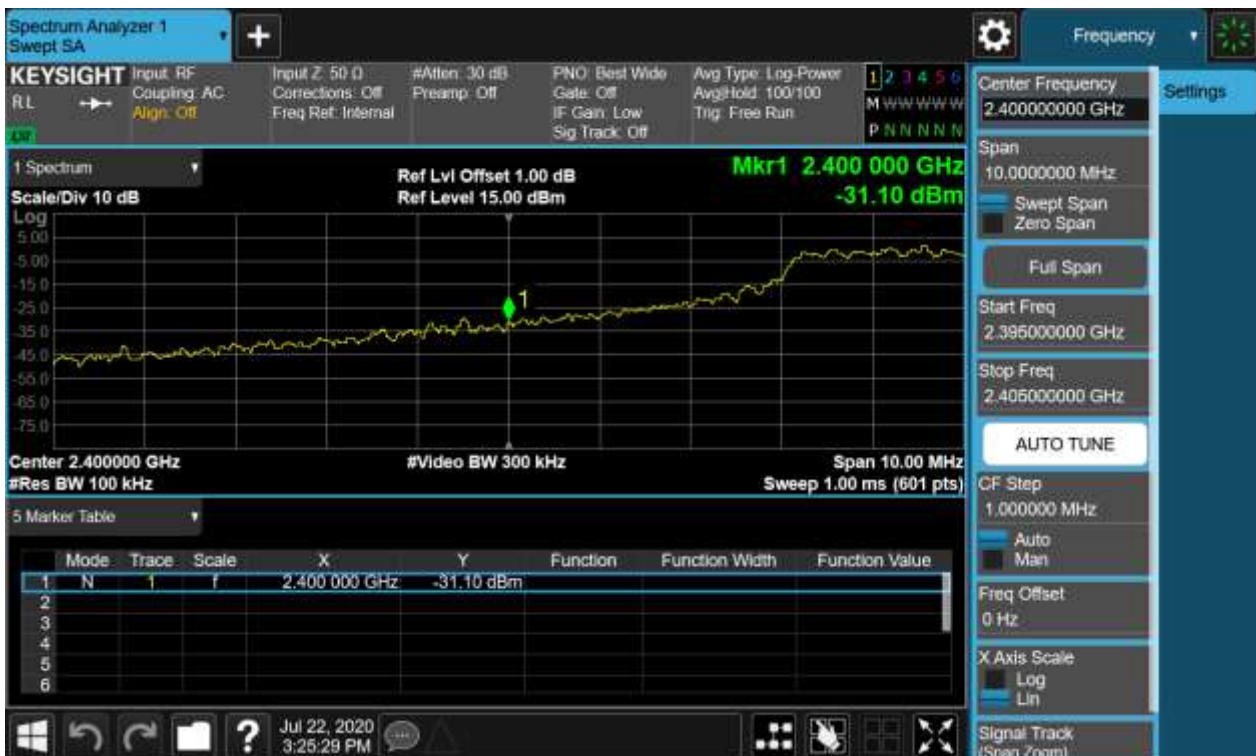 Spectrum Analyzer 1
Swept SA
+
Frequency
KEYSIGHT
RL
Input: RF
Coupling: AC
Align: Off
Input Z: 50 Ω
Corrections: Off
Freq Ref: Internal
#Atten: 30 dB
Preamp: Off
PNO: Best Wide
Gate: Off
IF Gain: Low
Sig Track: Off
Avg Type: Log-Power
Avg|Hold: 100/100
Trig: Free Run
1 2 3 4 5 6
M W W W W W
P N N N N N
1 Spectrum
Scale/Div 10 dB
Ref Lvl Offset 1.00 dB
Ref Level 15.00 dBm
Mkr1 2.400 000 GHz
-31.10 dBm
Log
5.00
-5.00
-15.0
-25.0
-35.0
-45.0
-55.0
-65.0
-75.0
1
Center 2.400000 GHz
#Video BW 300 kHz
Span 10.00 MHz
#Res BW 100 kHz
Sweep 1.00 ms (601 pts)
5 Marker Table
Mode Trace Scale X Y Function Function Width Function Value
1 N 1 f 2.400 000 GHz -31.10 dBm
2
3
4
5
6
?
Jul 22, 2020
3:25:29 PM
Center Frequency
2.400000000 GHz
Settings
Span
10.0000000 MHz
Swept Span
Zero Span
Full Span
Start Freq
2.395000000 GHz
Stop Freq
2.405000000 GHz
AUTO TUNE
CF Step
1.000000 MHz
Auto
Man
Freq Offset
0 Hz
X Axis Scale
Log
Lin
Signal Track
(Span Zoom)